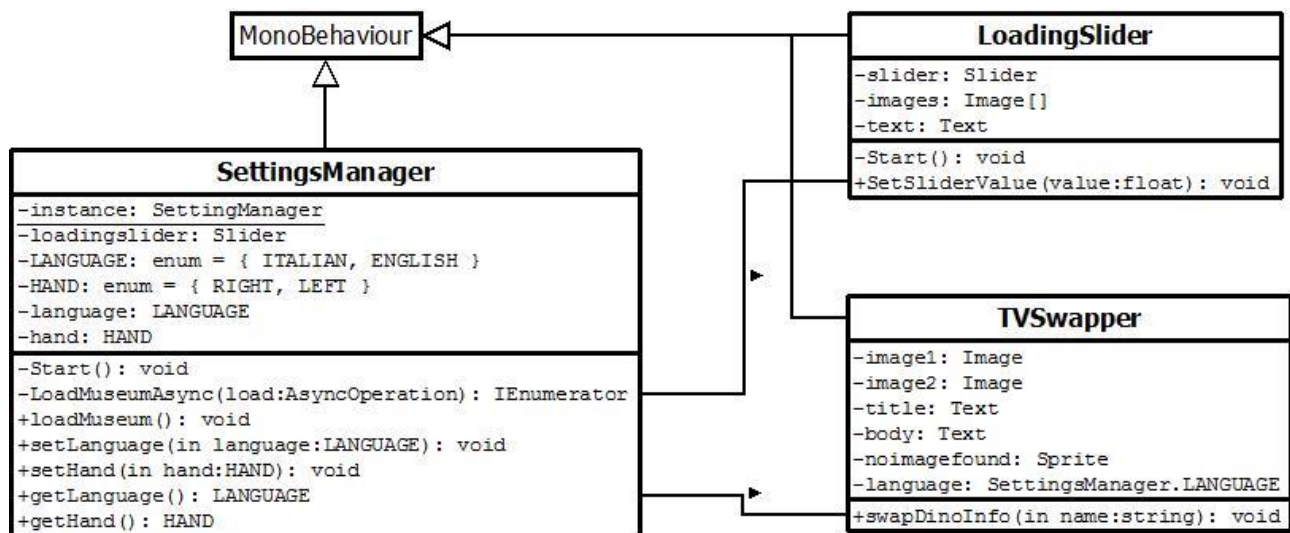 MonoBehaviour
SettingsManager
-instance: SettingManager
-loadingslider: Slider
-LANGUAGE: enum = { ITALIAN, ENGLISH }
-HAND: enum = { RIGHT, LEFT }
-language: LANGUAGE
-hand: HAND
-Start(): void
-LoadMuseumAsync(load:AsyncOperation): IEnumerator
+loadMuseum(): void
+setLanguage(in language:LANGUAGE): void
+setHand(in hand:HAND): void
+getLanguage(): LANGUAGE
+getHand(): HAND
LoadingSlider
-slider: Slider
-images: Image[]
-text: Text
-Start(): void
+SetSliderValue(value:float): void
TVSwapper
-image1: Image
-image2: Image
-title: Text
-body: Text
-noimagefound: Sprite
-language: SettingsManager.LANGUAGE
+swapDinoInfo(in name:string): void